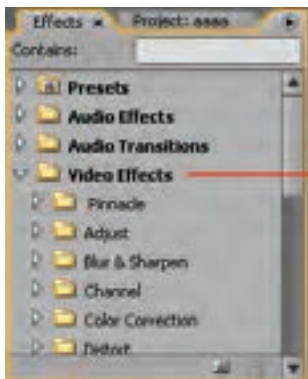 Effects × Project: aaaa
Contains:
Presets
Audio Effects
Audio Transitions
Video Effects
Pinnacle
Adjust
Blur & Sharpen
Channel
Color Correction
Distort